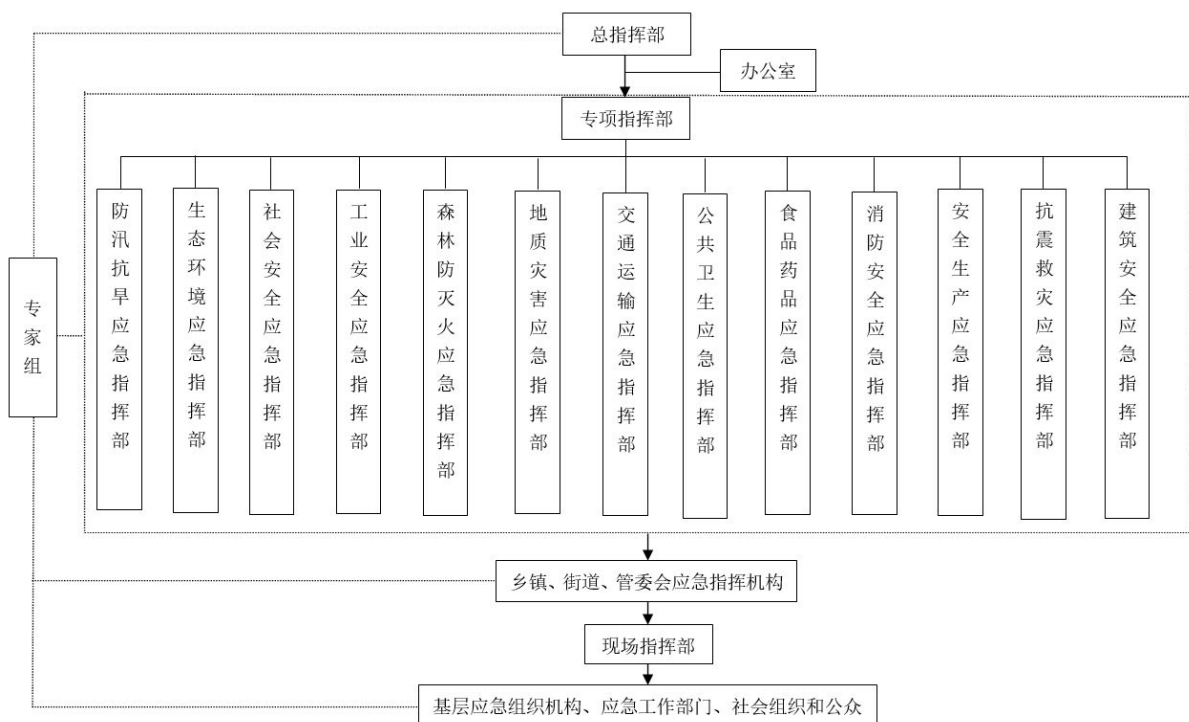 总指挥部
办公室
专项指挥部
防汛抗旱应急指挥部
生态环境应急指挥部
社会安全应急指挥部
工业安全应急指挥部
森林防灭火应急指挥部
地质灾害应急指挥部
交通运输应急指挥部
公共卫生应急指挥部
食品药品应急指挥部
消防安全应急指挥部
安全生产应急指挥部
抗震救灾应急指挥部
建筑安全应急指挥部
专家组
乡镇、街道、管委会应急指挥机构
现场指挥部
基层应急组织机构、应急工作部门、社会组织和公众